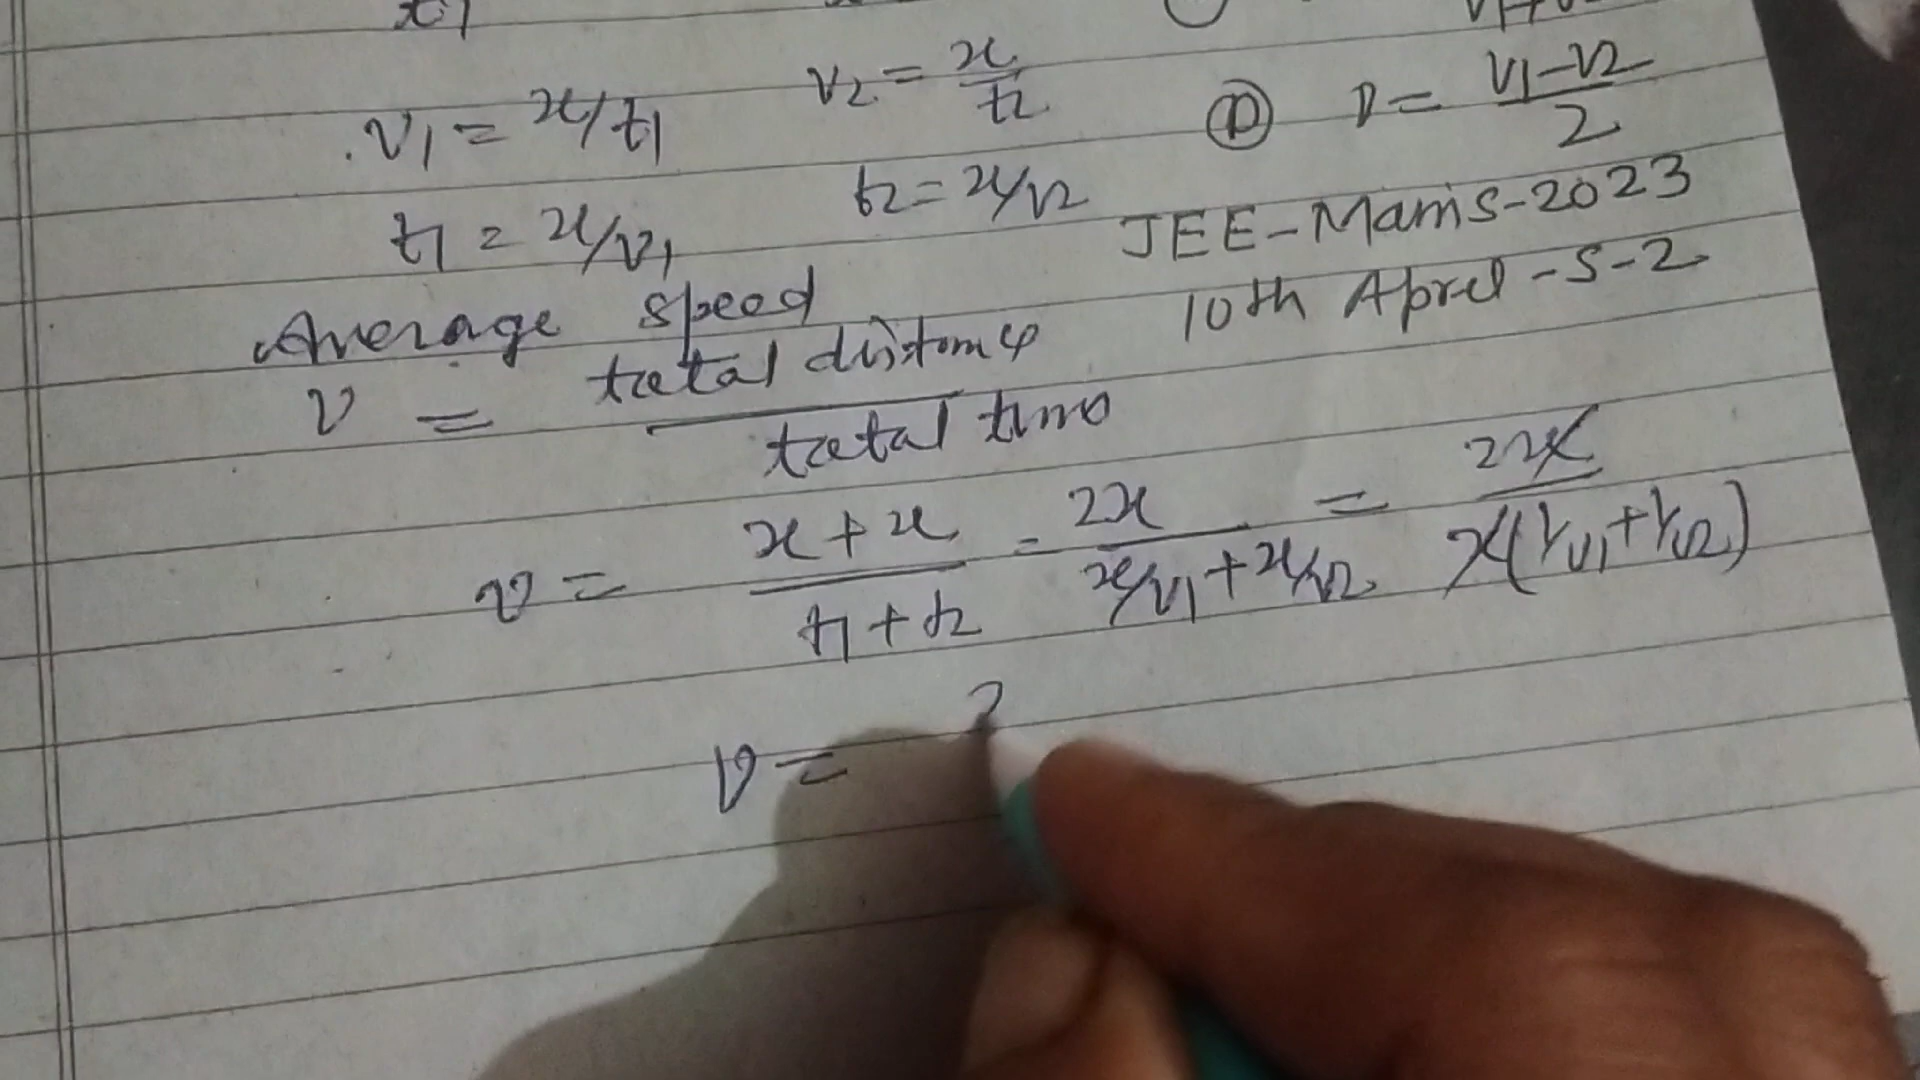 v1 = x/t1
v2 = x/t2
Ⓓ v = v1-v2/2
t1 = x/v1
t2 = x/v2
JEE-Mains-2023
10th Aprel-S-2
Average speed
v = total distance/total time
v = x+x/t1+t2 = 2x/x/v1+x/v2 = 2x/x(1/v1+1/v2)
v = 2